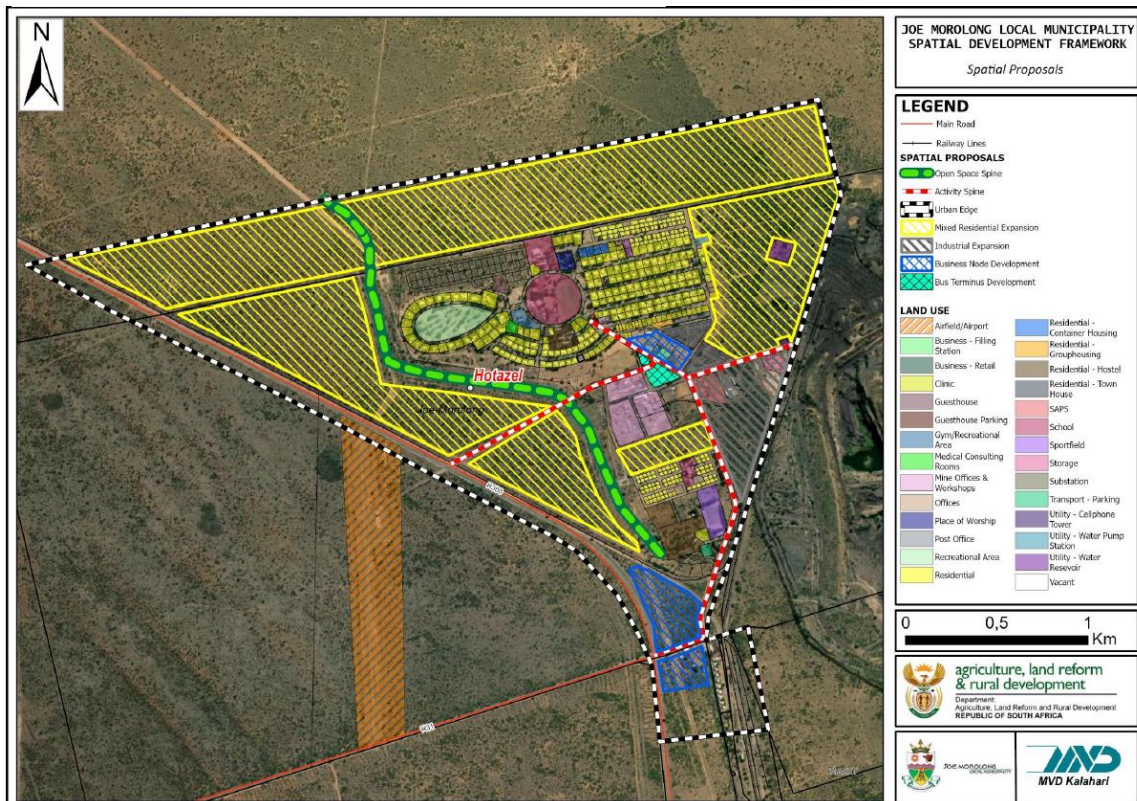 N
JOE MOROLONG LOCAL MUNICIPALITY
SPATIAL DEVELOPMENT FRAMEWORK
Spatial Proposals
LEGEND
Main Road
Railway Lines
SPATIAL PROPOSALS
Open Space Spine
Activity Spine
Urban Edge
Mixed Residential Expansion
Industrial Expansion
Business Node Development
Bus Terminus Development
LAND USE
Airfield/Airport
Business - Filling
Station
Business - Retail
Clinic
Guesthouse
Guesthouse Parking
Gym/Recreational
Area
Medical Consulting
Rooms
Mine Offices &
Workshops
Offices
Place of Worship
Post Office
Recreational Area
Residential
Residential -
Container Housing
Residential -
Grouphousing
Residential - Hostel
Residential - Town
House
SAPS
School
Sportfield
Storage
Substation
Transport - Parking
Utility - Cellphone
Tower
Utility - Water Pump
Station
Utility - Water
Resevoir
Vacant
Hotazel
Joe Morolong
R380
R31
0 0,5 1
Km
agriculture, land reform
& rural development
Department:
Agriculture, Land Reform and Rural Development
REPUBLIC OF SOUTH AFRICA
JOE MOROLONG
LOCAL MUNICIPALITY
MVD Kalahari